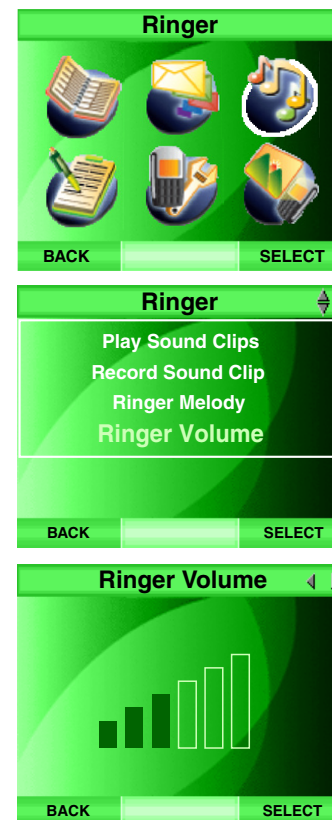 Ringer
BACK SELECT
Ringer
Play Sound Clips
Record Sound Clip
Ringer Melody
Ringer Volume
BACK SELECT
Ringer Volume
BACK SELECT